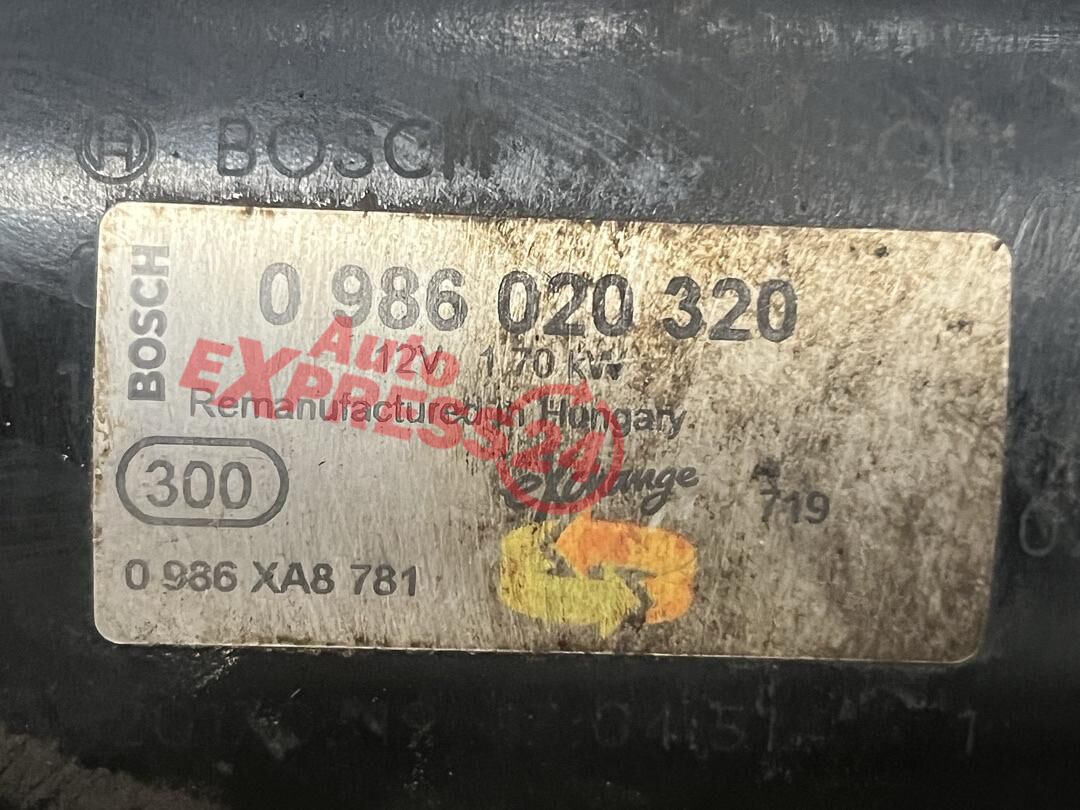 BOSCH
BOSCH
0 986 020 320
12V 1.70 kW
Remanufactured in Hungary
Auto
EXPRESS24
300
eXchange
719
0 986 XA8 781